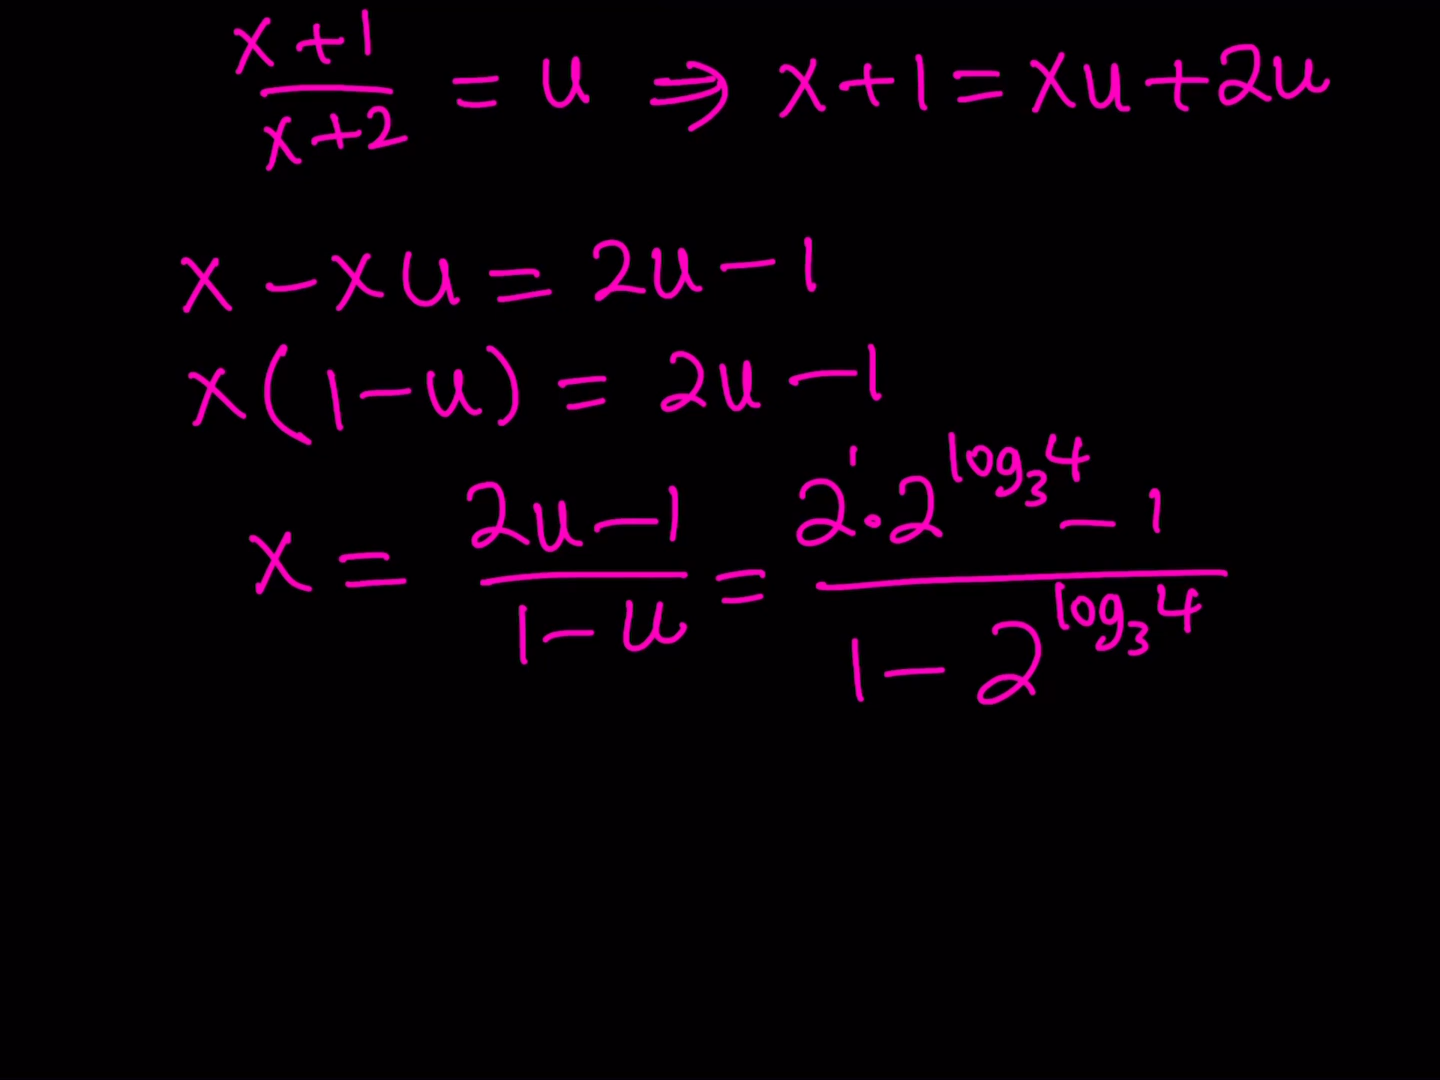 (x+1)/(x+2) = u ⇒ x+1 = xu+2u
x − xu = 2u − 1
x(1−u) = 2u − 1
x = (2u−1)/(1−u) = (2¹·2^(log₃4) − 1)/(1 − 2^(log₃4))